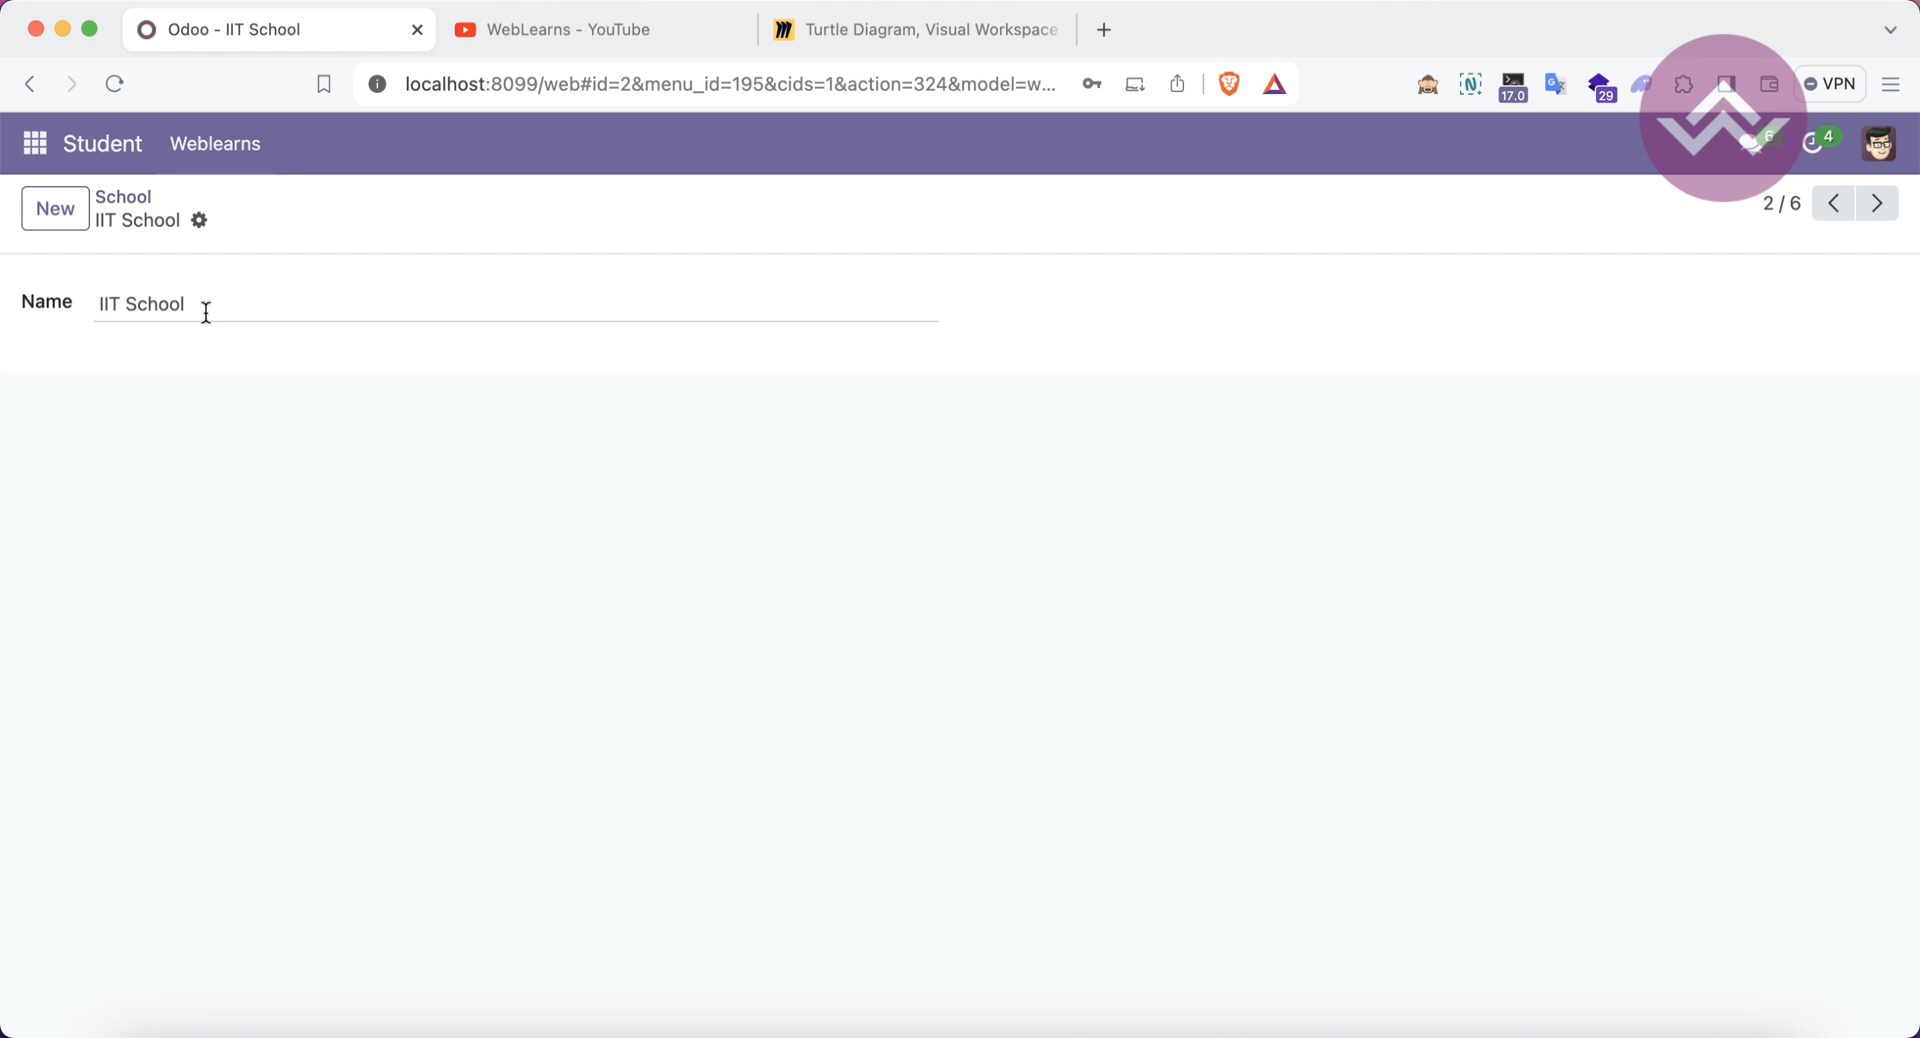 Odoo - IIT School
WebLearns - YouTube
Turtle Diagram, Visual Workspace
localhost:8099/web#id=2&menu_id=195&cids=1&action=324&model=w...
17.0
29
VPN
Student
Weblearns
6
4
New
School
IIT School
2 / 6
Name
IIT School